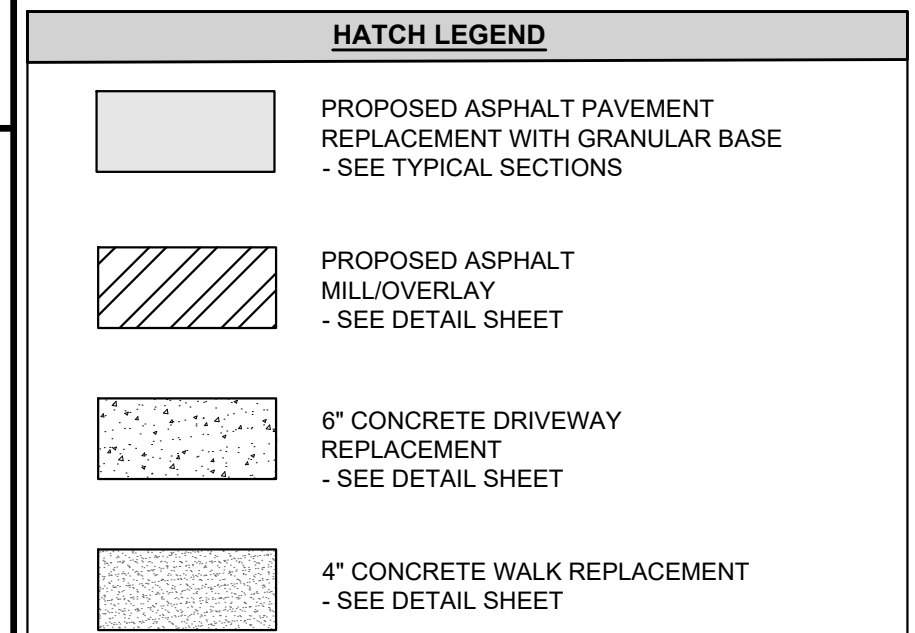 HATCH LEGEND
PROPOSED ASPHALT PAVEMENT
REPLACEMENT WITH GRANULAR BASE
- SEE TYPICAL SECTIONS
PROPOSED ASPHALT
MILL/OVERLAY
- SEE DETAIL SHEET
6" CONCRETE DRIVEWAY
REPLACEMENT
- SEE DETAIL SHEET
4" CONCRETE WALK REPLACEMENT
- SEE DETAIL SHEET